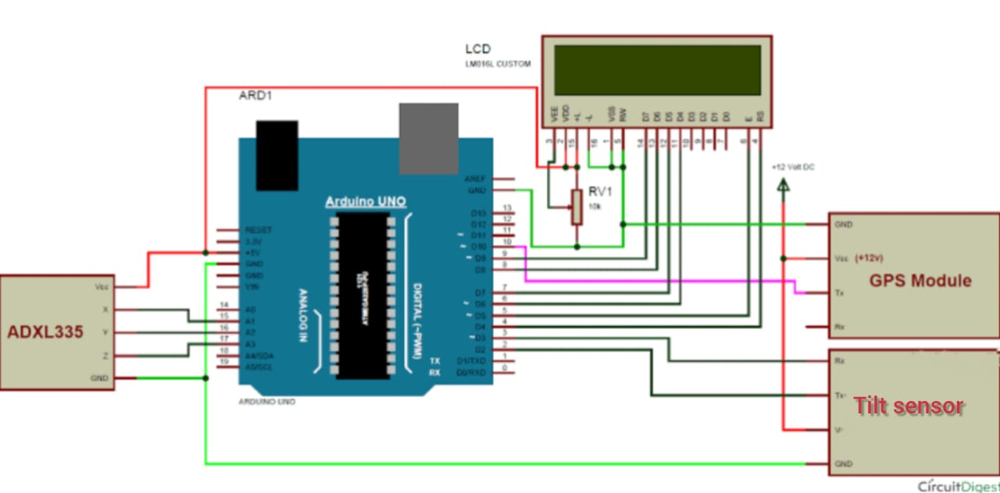 LCD
LM016L CUSTOM
VEE
VDD
+L
-L
VSS
RW
D7
D6
D5
D4
D3
D2
D1
D0
E
RS
3
2
15
16
1
5
14
13
12
11
10
9
8
7
6
4
ARD1
RV1
10k
+12 Volt DC
AREF
GND
Arduino UNO
D13
D12
~ D11
~ D10
~ D9
D8
D7
~ D6
~ D5
D4
~ D3
D2
TX D1/TXD
RX D0/RXD
13
12
11
10
9
8
7
6
5
4
3
2
1
0
RESET
3.3V
+5V
GND
GND
VIN
14 A0
15 A1
16 A2
17 A3
18 A4/SDA
19 A5/SCL
ANALOG IN
1121
DIGITAL (~PWM)
ARDUINO UNO
Vcc
X
Y
Z
GND
ADXL335
GND
Vcc (+12v)
GPS Module
Tx
Rx
Rx
Tx
Tilt sensor
GND
CircuitDigest